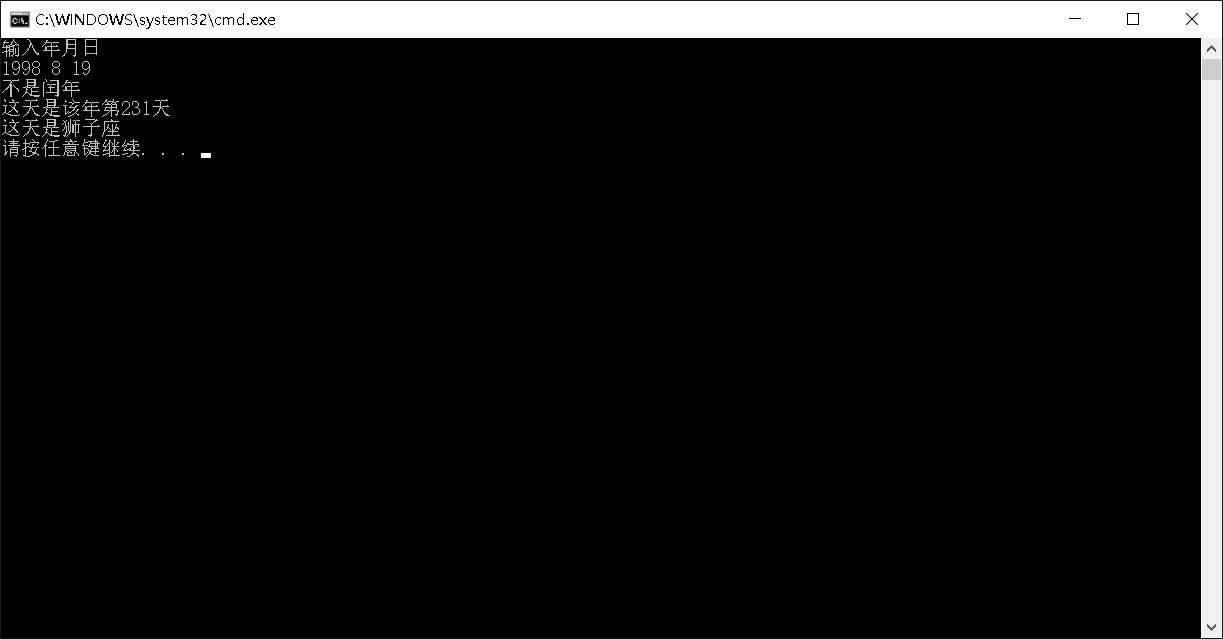 C:\WINDOWS\system32\cmd.exe
输入年月日
1998 8 19
不是闰年
这天是该年第231天
这天是狮子座
请按任意键继续. . .